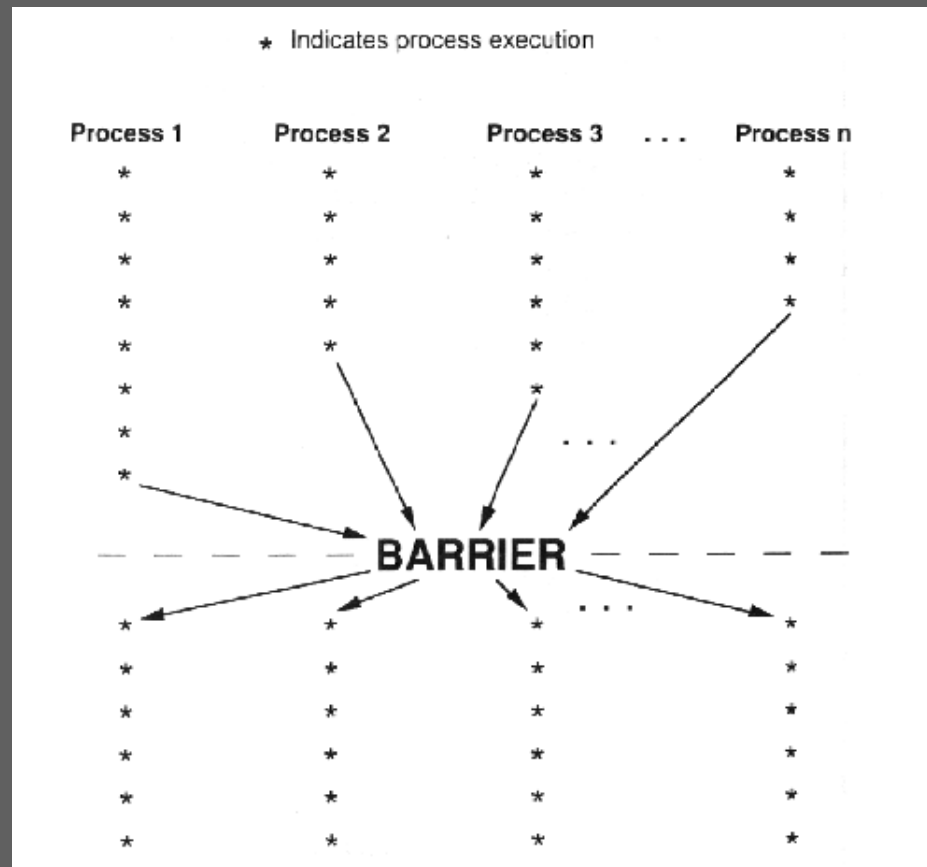 * Indicates process execution
Process 1 Process 2 Process 3 . . . Process n
* * * *
* * * *
* * * *
* * * *
* * *
* *
. . .
*
*
BARRIER
. . .
* * * *
* * * *
* * * *
* * * *
* * * *
* * * *